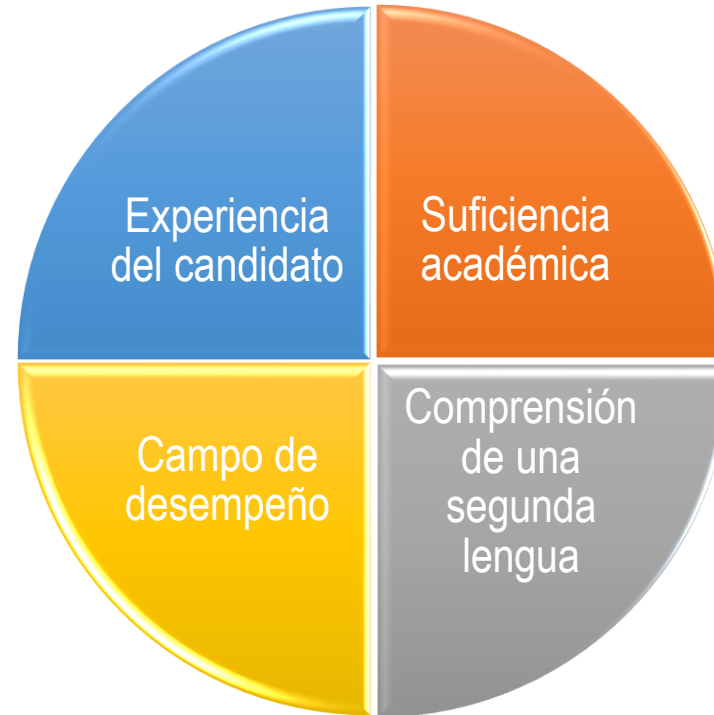 Experiencia
del candidato
Suficiencia
académica
Campo de
desempeño
Comprensión
de una
segunda
lengua